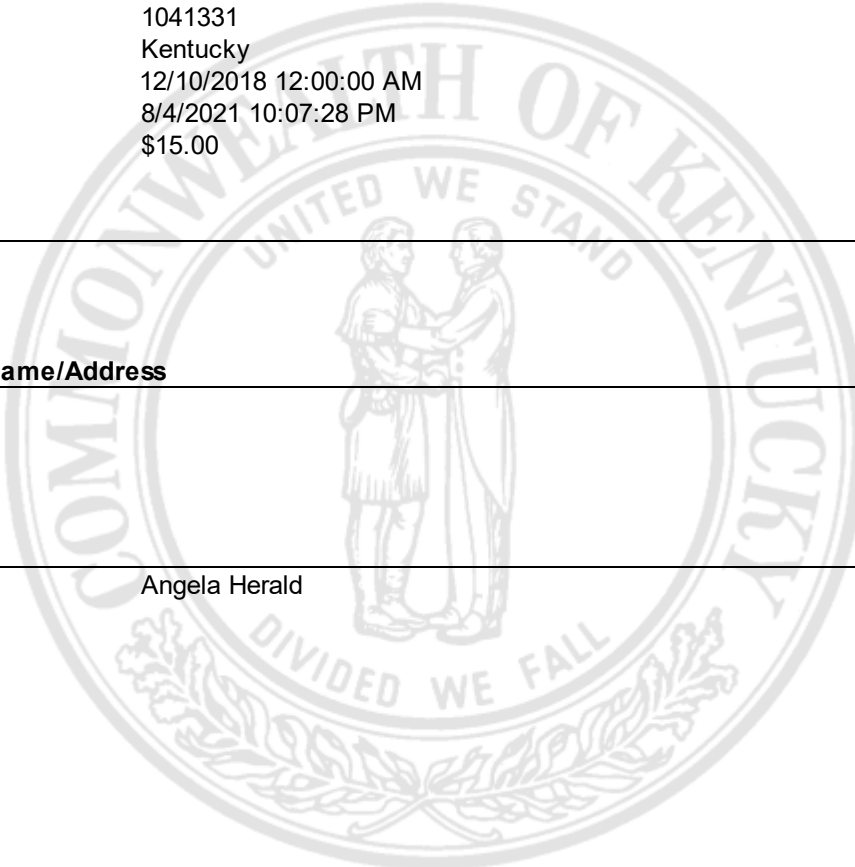 1041331
Kentucky
12/10/2018 12:00:00 AM
8/4/2021 10:07:28 PM
$15.00
COMMONWEALTH OF KENTUCKY
UNITED WE STAND
ame/Address
Angela Herald
DIVIDED WE FALL